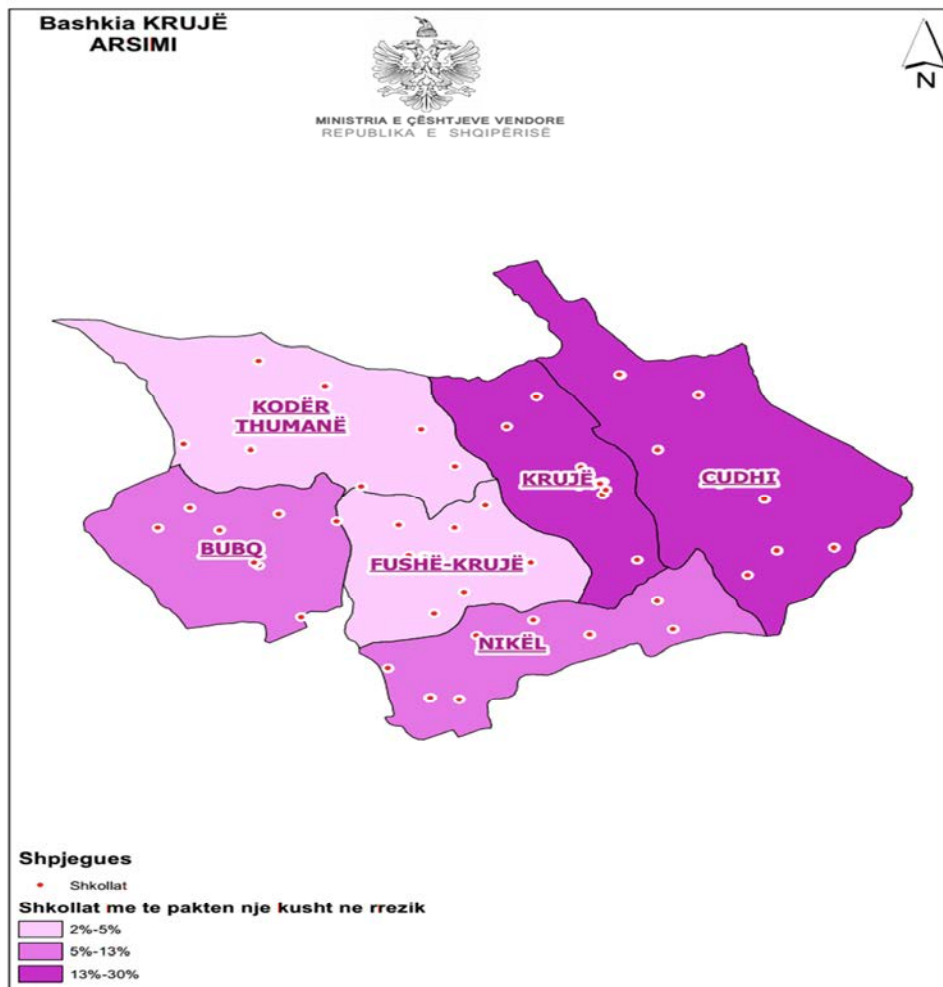 Bashkia KRUJË
ARSIMI
MINISTRIA E ÇËSHTJEVE VENDORE
REPUBLIKA E SHQIPËRISË
N
KODËR
THUMANË
KRUJË
CUDHI
BUBQ
FUSHË-KRUJË
NIKËL
Shpjegues
Shkollat
Shkollat me te pakten nje kusht ne rrezik
2%-5%
5%-13%
13%-30%